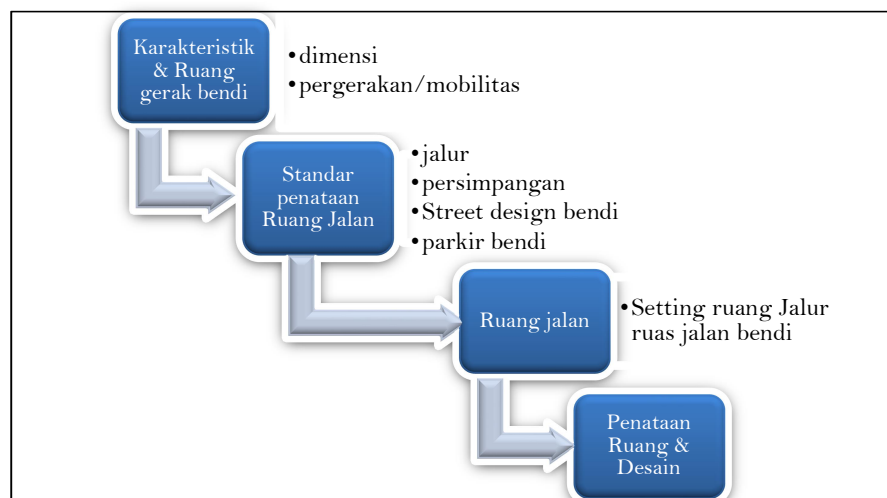 Karakteristik
& Ruang
gerak bendi
•dimensi
•pergerakan/mobilitas
Standar
penataan
Ruang Jalan
•jalur
•persimpangan
•Street design bendi
•parkir bendi
Ruang jalan
•Setting ruang Jalur
ruas jalan bendi
Penataan
Ruang &
Desain